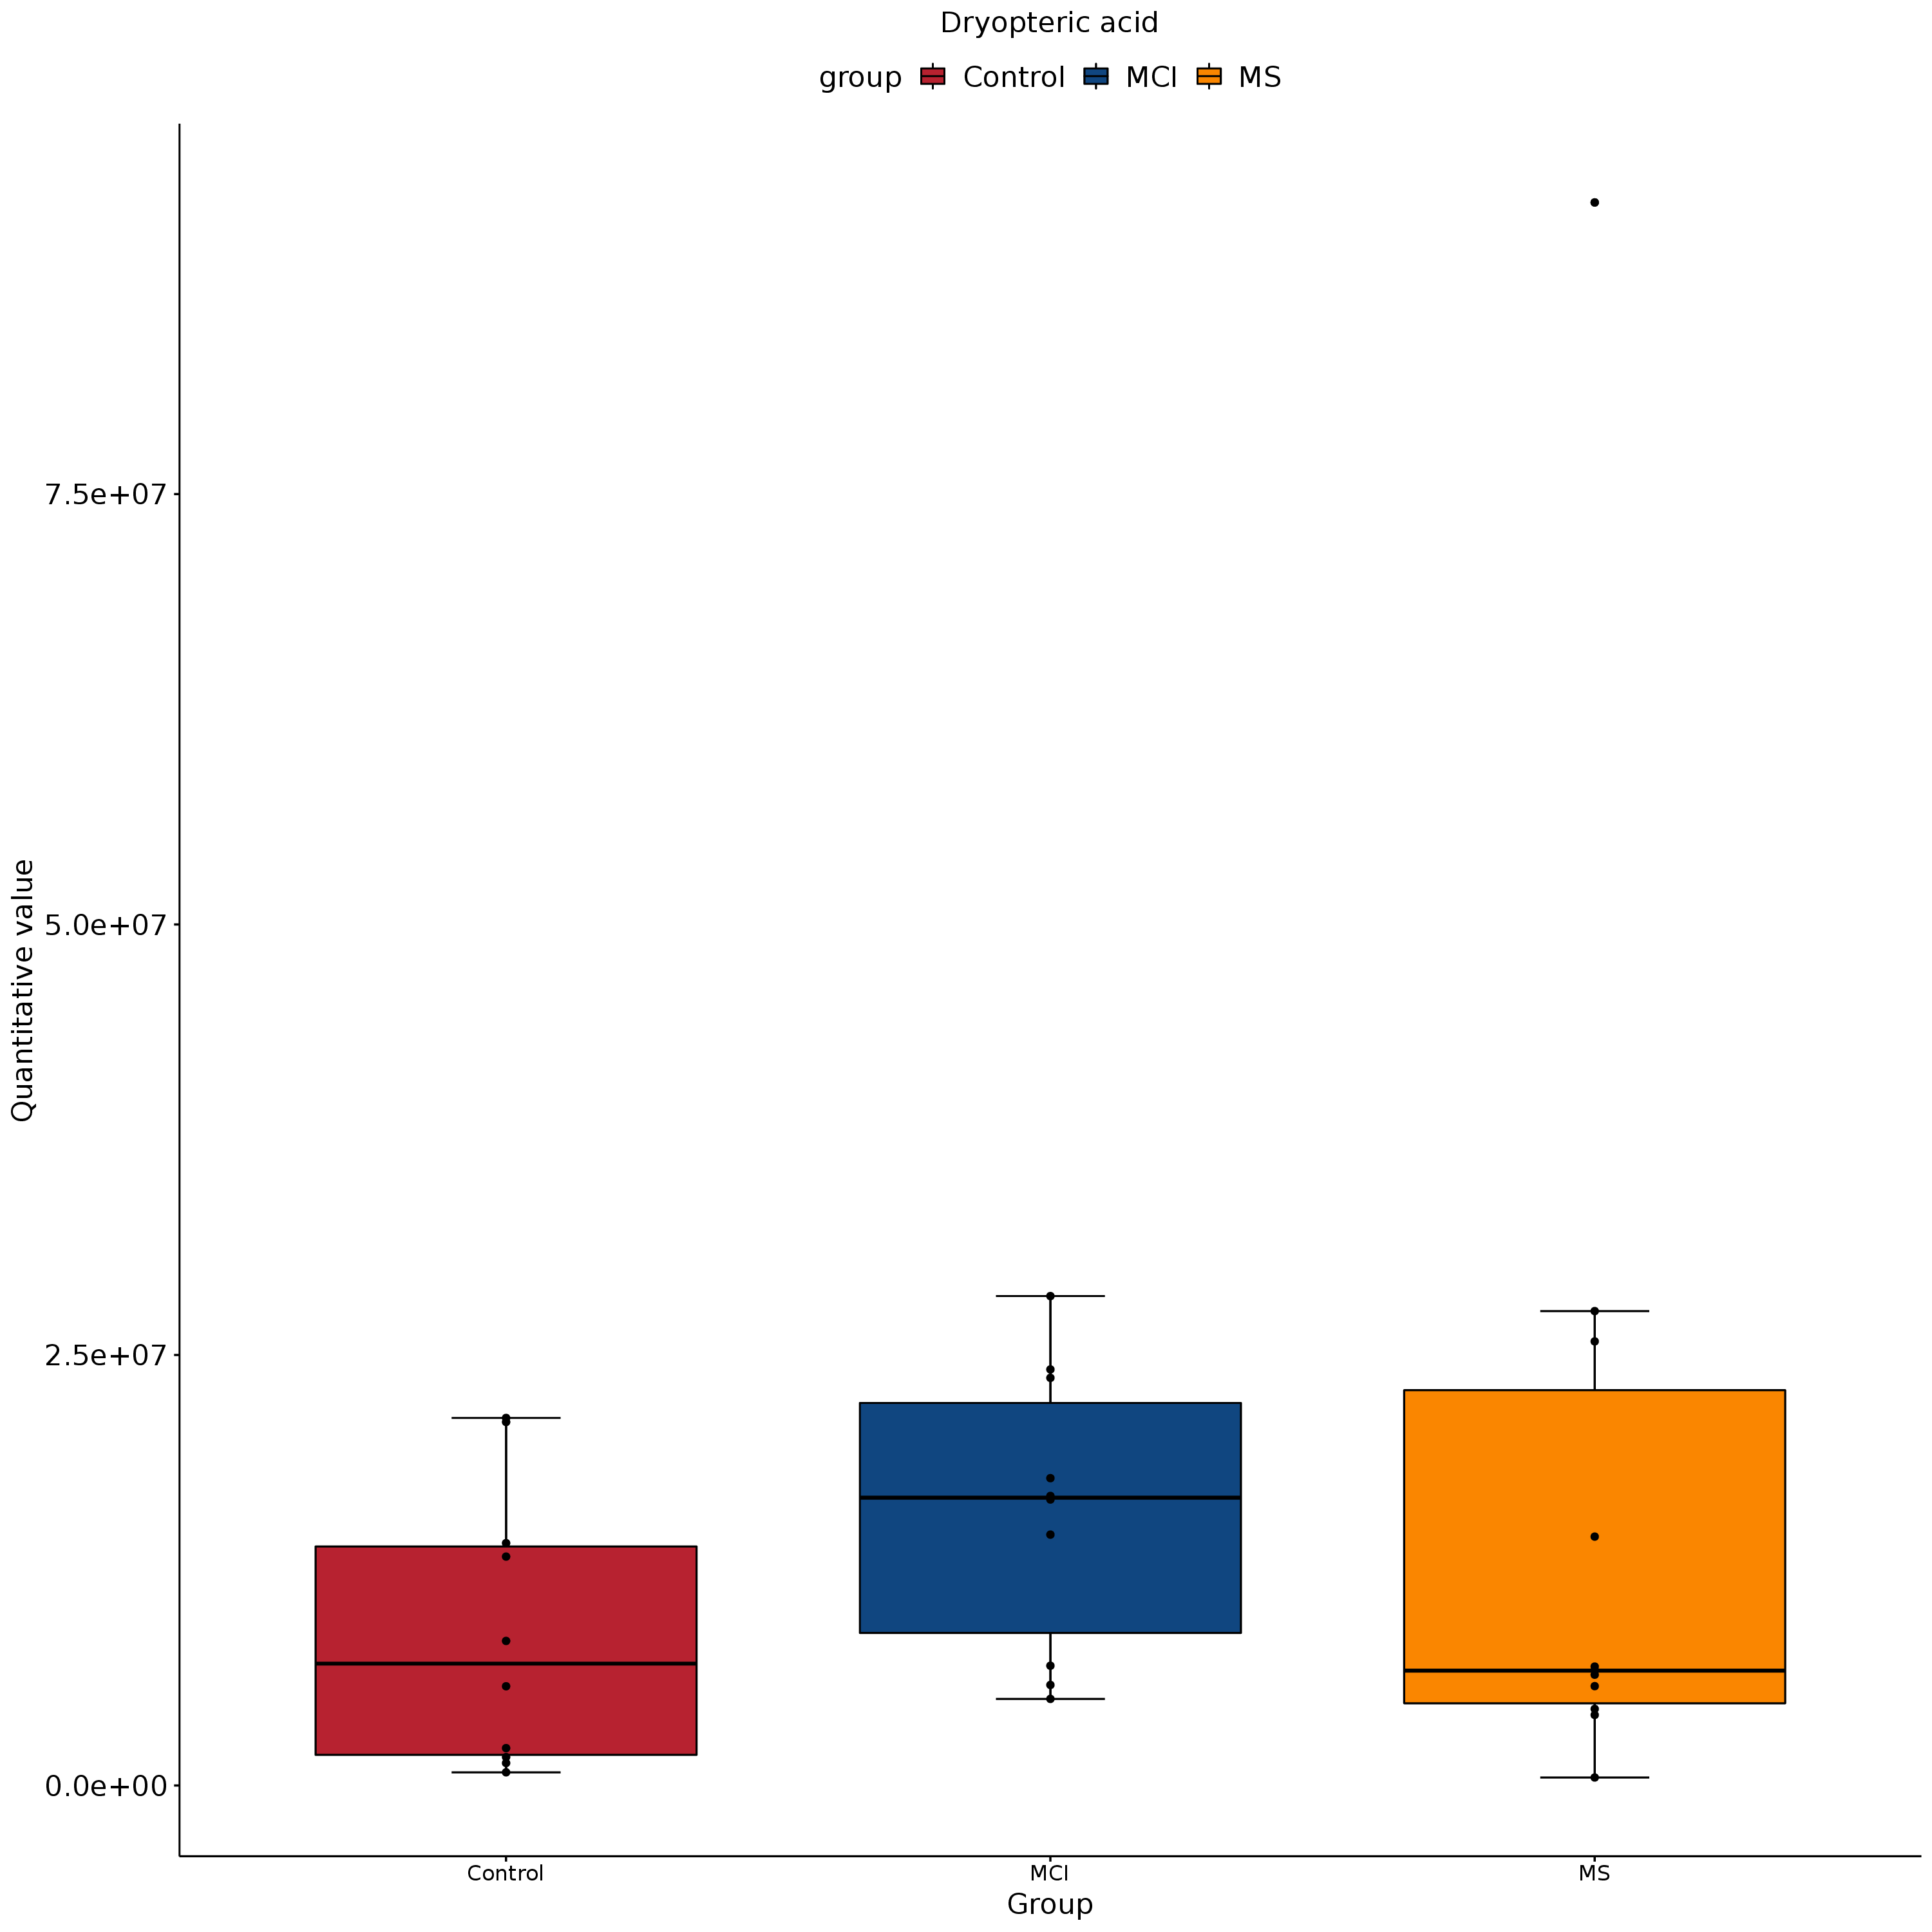 Dryopteric acid
group Control MCI MS
7.5e+07
5.0e+07
2.5e+07
0.0e+00
Quantitative value
Control MCI MS
Group